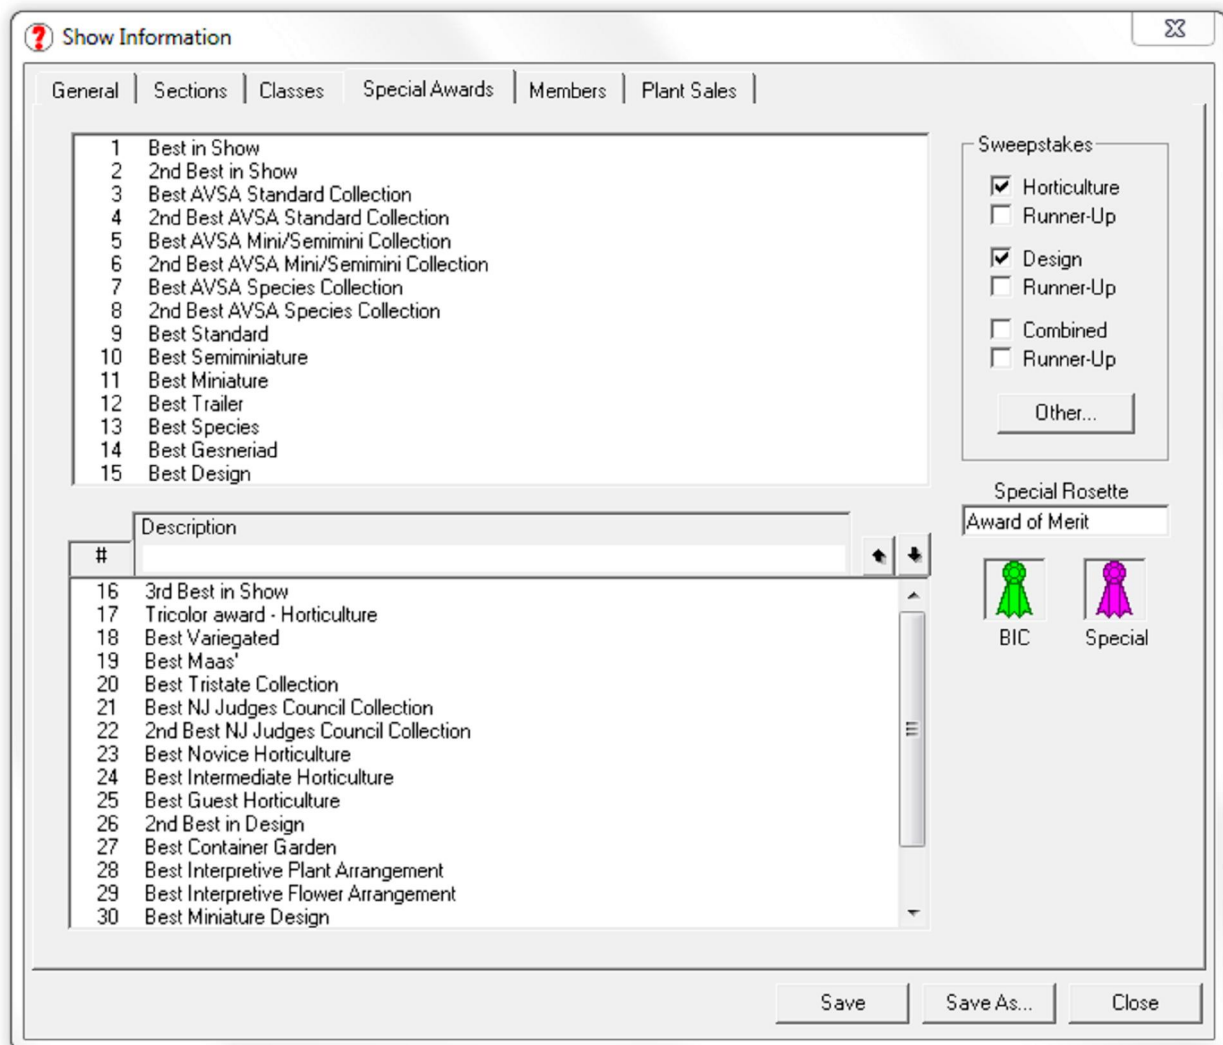 Show Information
General Sections Classes Special Awards Members Plant Sales
1 Best in Show
2 2nd Best in Show
3 Best AVSA Standard Collection
4 2nd Best AVSA Standard Collection
5 Best AVSA Mini/Semimini Collection
6 2nd Best AVSA Mini/Semimini Collection
7 Best AVSA Species Collection
8 2nd Best AVSA Species Collection
9 Best Standard
10 Best Semiminiature
11 Best Miniature
12 Best Trailer
13 Best Species
14 Best Gesneriad
15 Best Design
Description
#
16 3rd Best in Show
17 Tricolor award - Horticulture
18 Best Variegated
19 Best Maas'
20 Best Tristate Collection
21 Best NJ Judges Council Collection
22 2nd Best NJ Judges Council Collection
23 Best Novice Horticulture
24 Best Intermediate Horticulture
25 Best Guest Horticulture
26 2nd Best in Design
27 Best Container Garden
28 Best Interpretive Plant Arrangement
29 Best Interpretive Flower Arrangement
30 Best Miniature Design
Sweepstakes
Horticulture
Runner-Up
Design
Runner-Up
Combined
Runner-Up
Other...
Special Rosette
Award of Merit
BIC Special
Save Save As... Close